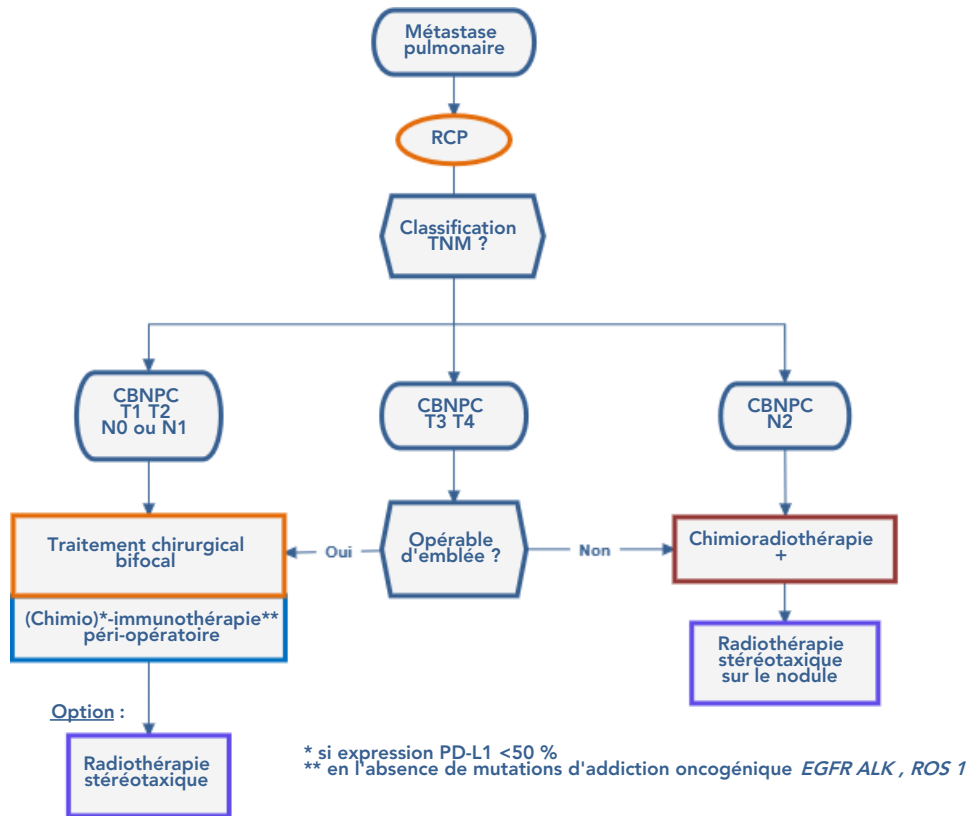 Métastase
pulmonaire
RCP
Classification
TNM ?
CBNPC
T1 T2
N0 ou N1
CBNPC
T3 T4
CBNPC
N2
Traitement chirurgical
bifocal
Oui
Opérable
d'emblée ?
Non
Chimioradiothérapie
+
(Chimio)*-immunothérapie**
péri-opératoire
Radiothérapie
stéréotaxique
sur le nodule
Option :
Radiothérapie
stéréotaxique
* si expression PD-L1 <50 %
** en l'absence de mutations d'addiction oncogénique EGFR ALK , ROS 1